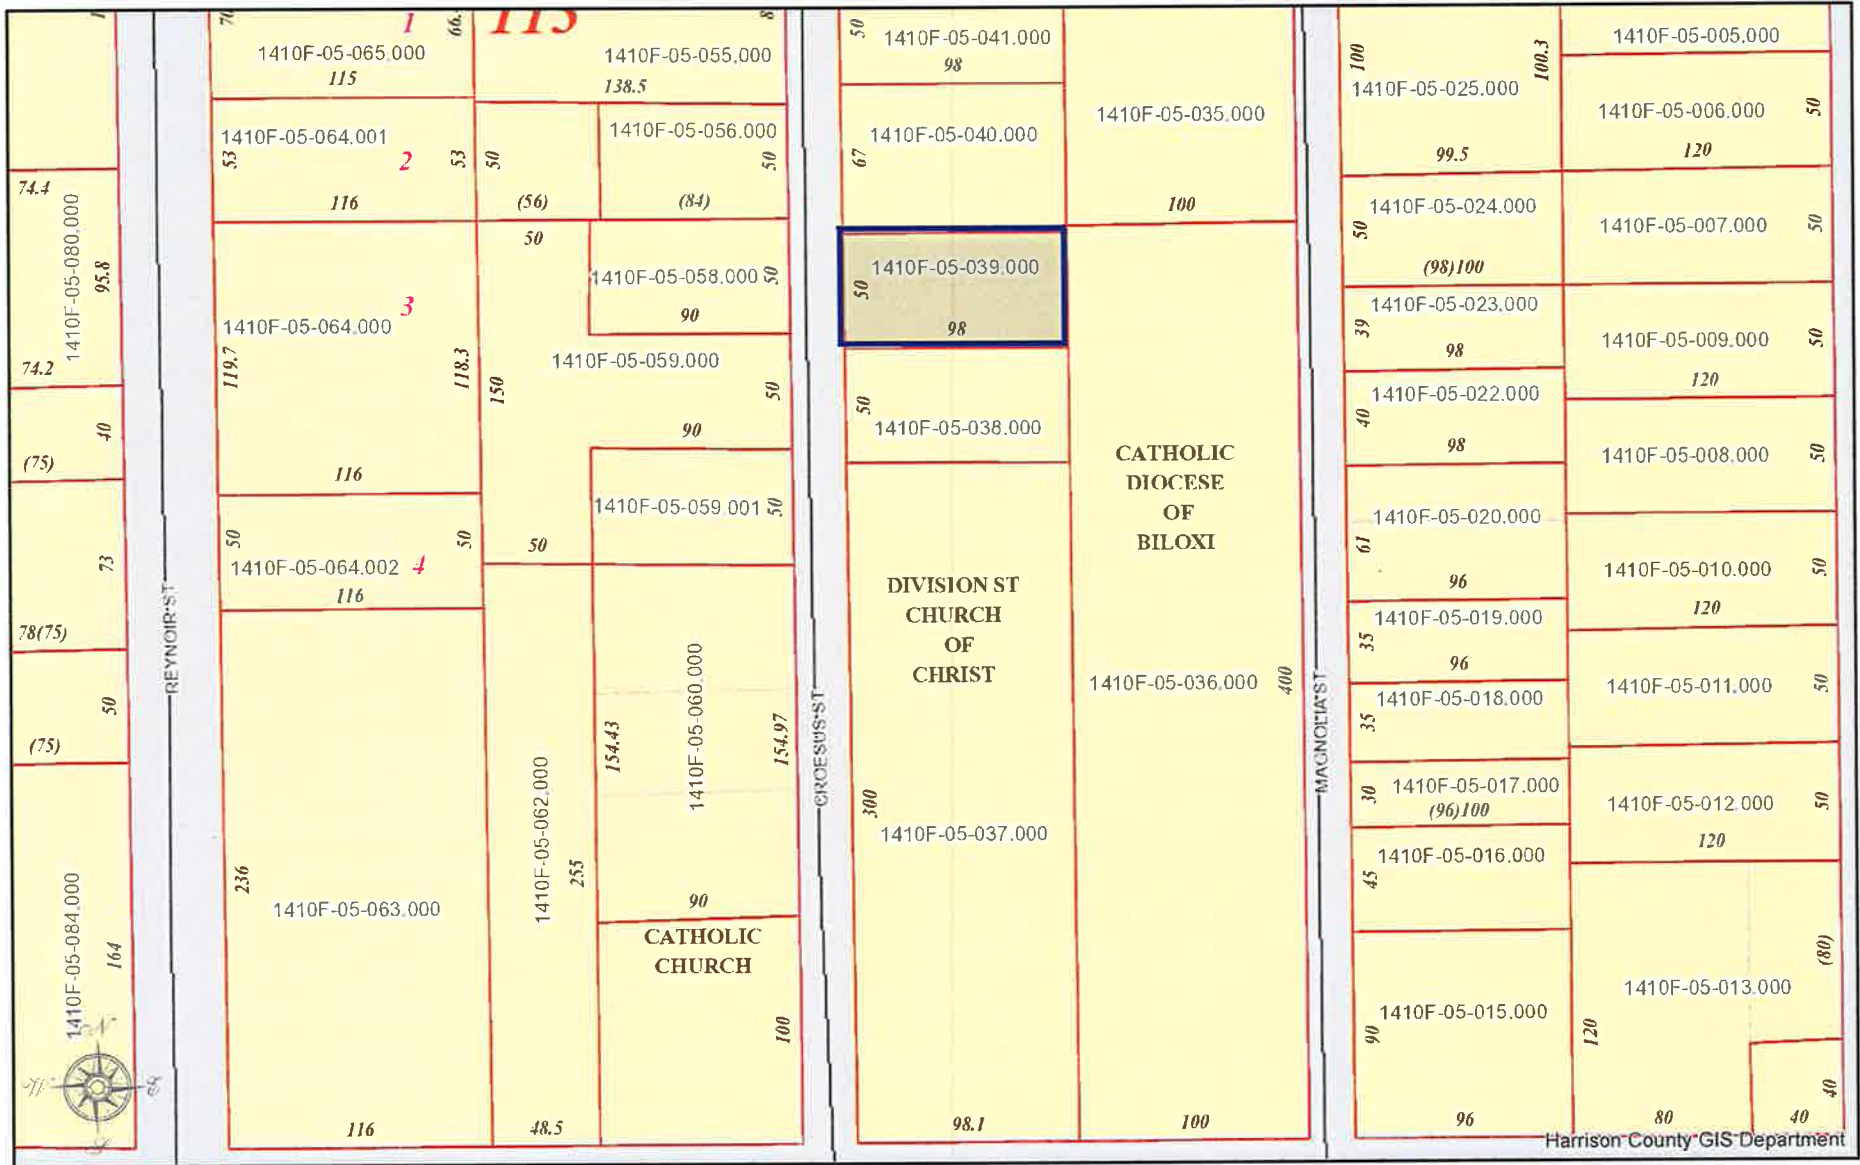 74.4
1410F-05-080.000
95.8
74.2
40
(75)
73
78(75)
50
(75)
1410F-05-084.000
164
N
W
S
REYNOIR ST
1
66.
1410F-05-065.000
115
1410F-05-064.001
53
2
53
116
3
1410F-05-064.000
119.7
118.3
116
50
50
1410F-05-064.002 4
116
236
1410F-05-063.000
116
115
1410F-05-055.000
138.5
50
1410F-05-056.000
50
(56)
(84)
50
1410F-05-058.000
50
90
1410F-05-059.000
150
50
90
1410F-05-059.001
50
50
1410F-05-060.000
154.43
154.97
1410F-05-062.000
255
90
CATHOLIC
CHURCH
100
48.5
CROESUS ST
50
1410F-05-041.000
98
1410F-05-040.000
67
1410F-05-039.000
50
98
50
1410F-05-038.000
DIVISION ST
CHURCH
OF
CHRIST
300
1410F-05-037.000
98.1
1410F-05-035.000
100
CATHOLIC
DIOCESE
OF
BILOXI
1410F-05-036.000
400
100
MAGNOLIA ST
100
100.3
1410F-05-025.000
99.5
1410F-05-024.000
50
(98)100
1410F-05-023.000
39
98
1410F-05-022.000
40
98
1410F-05-020.000
61
96
1410F-05-019.000
35
96
1410F-05-018.000
35
1410F-05-017.000
30
(96)100
1410F-05-016.000
45
1410F-05-015.000
90
96
1410F-05-005.000
1410F-05-006.000
50
120
1410F-05-007.000
50
1410F-05-009.000
50
120
1410F-05-008.000
50
1410F-05-010.000
50
120
1410F-05-011.000
50
1410F-05-012.000
50
120
(80)
1410F-05-013.000
120
40
80
40
Harrison County GIS Department